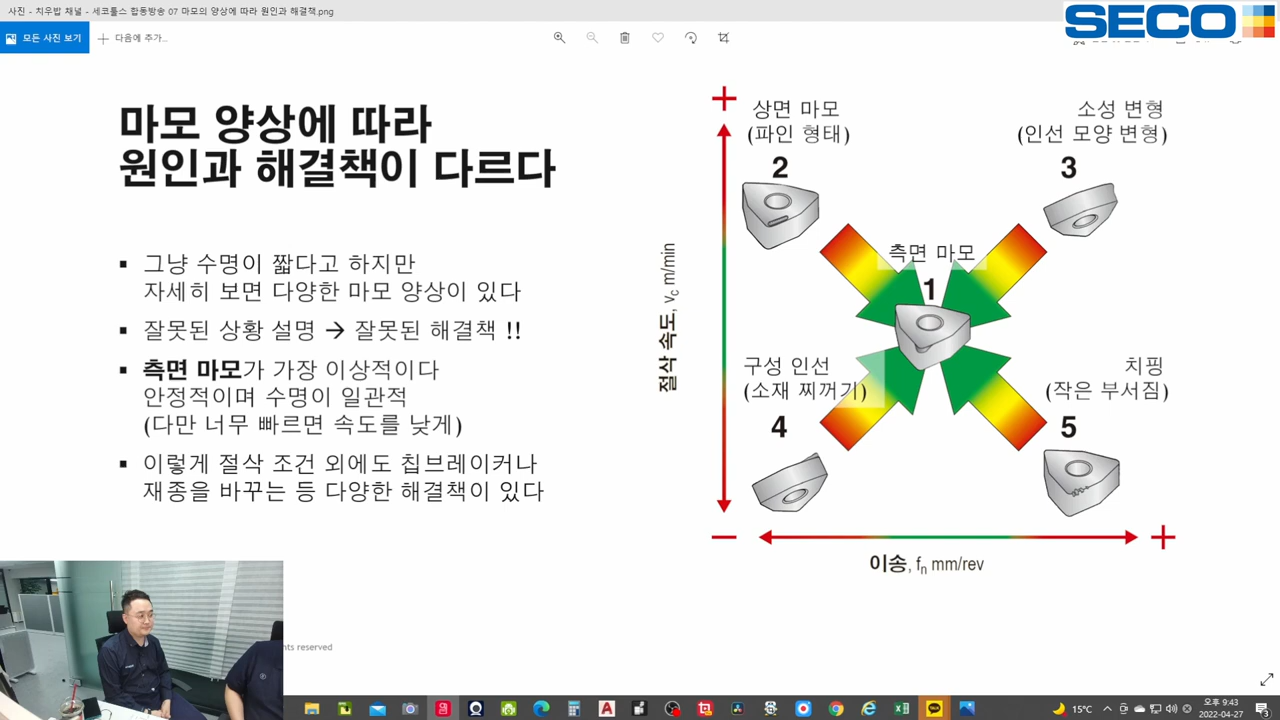 사진 - 치우밥 채널 - 세코툴스 합동방송 07 마모의 양상에 따라 원인과 해결책.png
SECO
모든 사진 보기
다음에 추가...
마모 양상에 따라
원인과 해결책이 다르다
▪ 그냥 수명이 짧다고 하지만
자세히 보면 다양한 마모 양상이 있다
▪ 잘못된 상황 설명 → 잘못된 해결책 !!
▪ 측면 마모가 가장 이상적이다
안정적이며 수명이 일관적
(다만 너무 빠르면 속도를 낮게)
▪ 이렇게 절삭 조건 외에도 칩브레이커나
재종을 바꾸는 등 다양한 해결책이 있다
+
상면 마모
(파인 형태)
2
소성 변형
(인선 모양 변형)
3
측면 마모
1
절삭 속도, vc m/min
구성 인선
(소재 찌꺼기)
4
치핑
(작은 부서짐)
5
−
+
이송, fn mm/rev
nts reserved
15℃
오후 9:43
2022-04-27
3